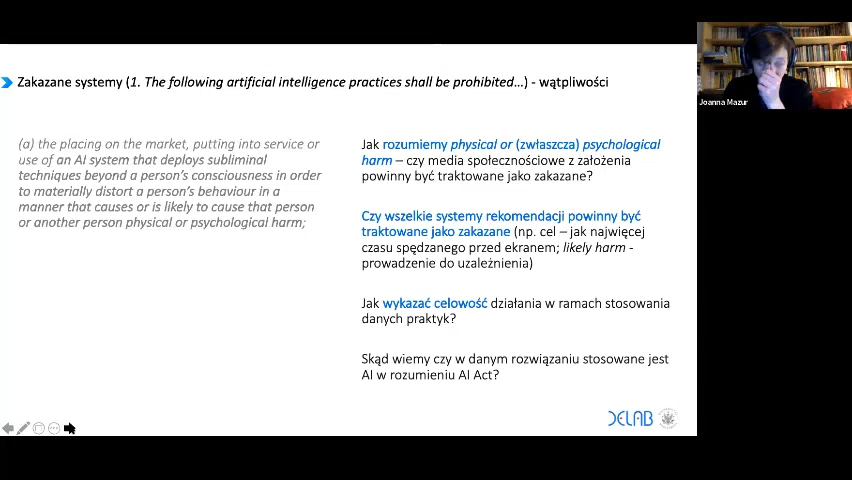 Zakazane systemy (1. The following artificial intelligence practices shall be prohibited…) - wątpliwości
(a) the placing on the market, putting into service or
use of an AI system that deploys subliminal
techniques beyond a person's consciousness in order
to materially distort a person's behaviour in a
manner that causes or is likely to cause that person
or another person physical or psychological harm;
Jak rozumiemy physical or (zwłaszcza) psychological
harm – czy media społecznościowe z założenia
powinny być traktowane jako zakazane?
Czy wszelkie systemy rekomendacji powinny być
traktowane jako zakazane (np. cel – jak najwięcej
czasu spędzanego przed ekranem; likely harm -
prowadzenie do uzależnienia)
Jak wykazać celowość działania w ramach stosowania
danych praktyk?
Skąd wiemy czy w danym rozwiązaniu stosowane jest
AI w rozumieniu AI Act?
DELAB
Joanna Mazur